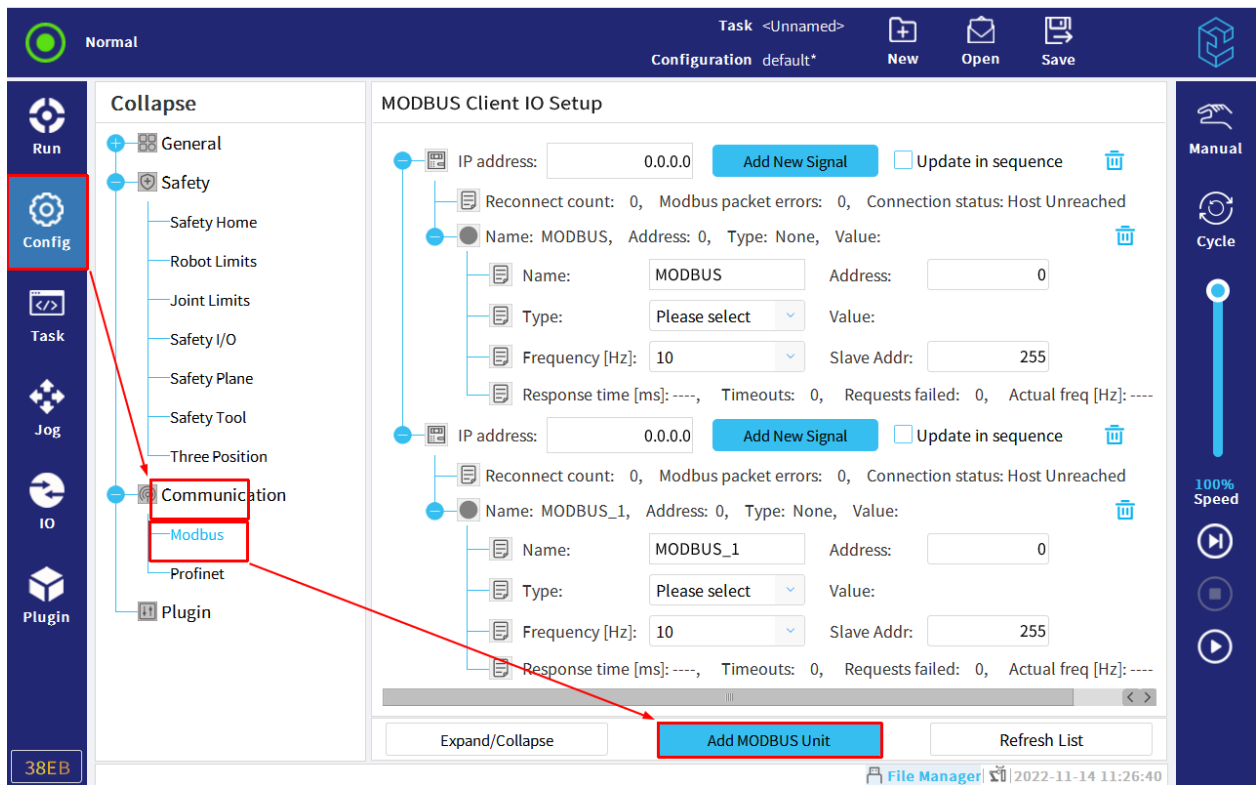 Normal
Task <Unnamed>
Configuration default*
New
Open
Save
Run
Config
Task
Jog
IO
Plugin
38EB
Collapse
General
Safety
Safety Home
Robot Limits
Joint Limits
Safety I/O
Safety Plane
Safety Tool
Three Position
Communication
Modbus
Profinet
Plugin
MODBUS Client IO Setup
IP address: 0.0.0.0 Add New Signal Update in sequence
Reconnect count: 0, Modbus packet errors: 0, Connection status: Host Unreached
Name: MODBUS, Address: 0, Type: None, Value:
Name: MODBUS Address: 0
Type: Please select Value:
Frequency [Hz]: 10 Slave Addr: 255
Response time [ms]: ----, Timeouts: 0, Requests failed: 0, Actual freq [Hz]: ----
IP address: 0.0.0.0 Add New Signal Update in sequence
Reconnect count: 0, Modbus packet errors: 0, Connection status: Host Unreached
Name: MODBUS_1, Address: 0, Type: None, Value:
Name: MODBUS_1 Address: 0
Type: Please select Value:
Frequency [Hz]: 10 Slave Addr: 255
Response time [ms]: ----, Timeouts: 0, Requests failed: 0, Actual freq [Hz]: ----
Expand/Collapse Add MODBUS Unit Refresh List
File Manager 2022-11-14 11:26:40
Manual
Cycle
100%
Speed